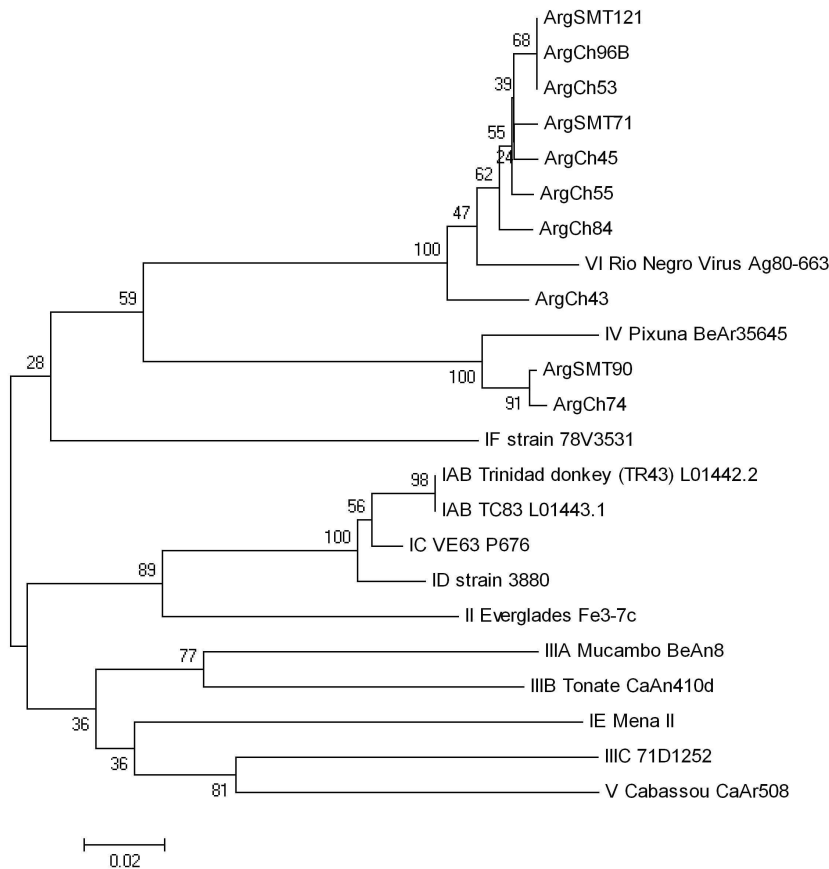 ArgSMT121
68
ArgCh96B
39
ArgCh53
ArgSMT71
55
24
ArgCh45
62
ArgCh55
47
ArgCh84
100
VI Rio Negro Virus Ag80-663
59
ArgCh43
IV Pixuna BeAr35645
28
100
ArgSMT90
91
ArgCh74
IF strain 78V3531
98
IAB Trinidad donkey (TR43) L01442.2
56
IAB TC83 L01443.1
100
IC VE63 P676
89
ID strain 3880
II Everglades Fe3-7c
77
IIIA Mucambo BeAn8
IIIB Tonate CaAn410d
36
IE Mena II
36
IIIC 71D1252
81
V Cabassou CaAr508
0.02